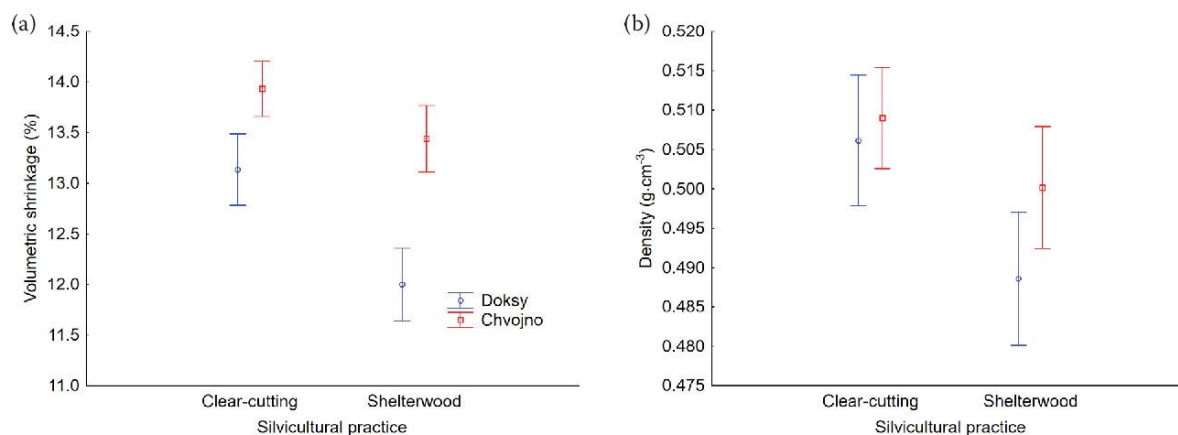 (a)
14.5
14.0
13.5
13.0
12.5
12.0
11.5
11.0
Volumetric shrinkage (%)
Doksy
Chvojno
Clear-cutting Shelterwood
Silvicultural practice
(b)
0.520
0.515
0.510
0.505
0.500
0.495
0.490
0.485
0.480
0.475
Density (g·cm⁻³)
Clear-cutting Shelterwood
Silvicultural practice